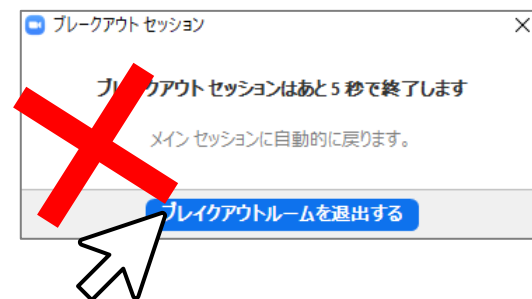 ブレークアウト セッション
ブレークアウト セッションはあと5 秒で終了します
メイン セッションに自動的に戻ります。
ブレイクアウトルームを退出する